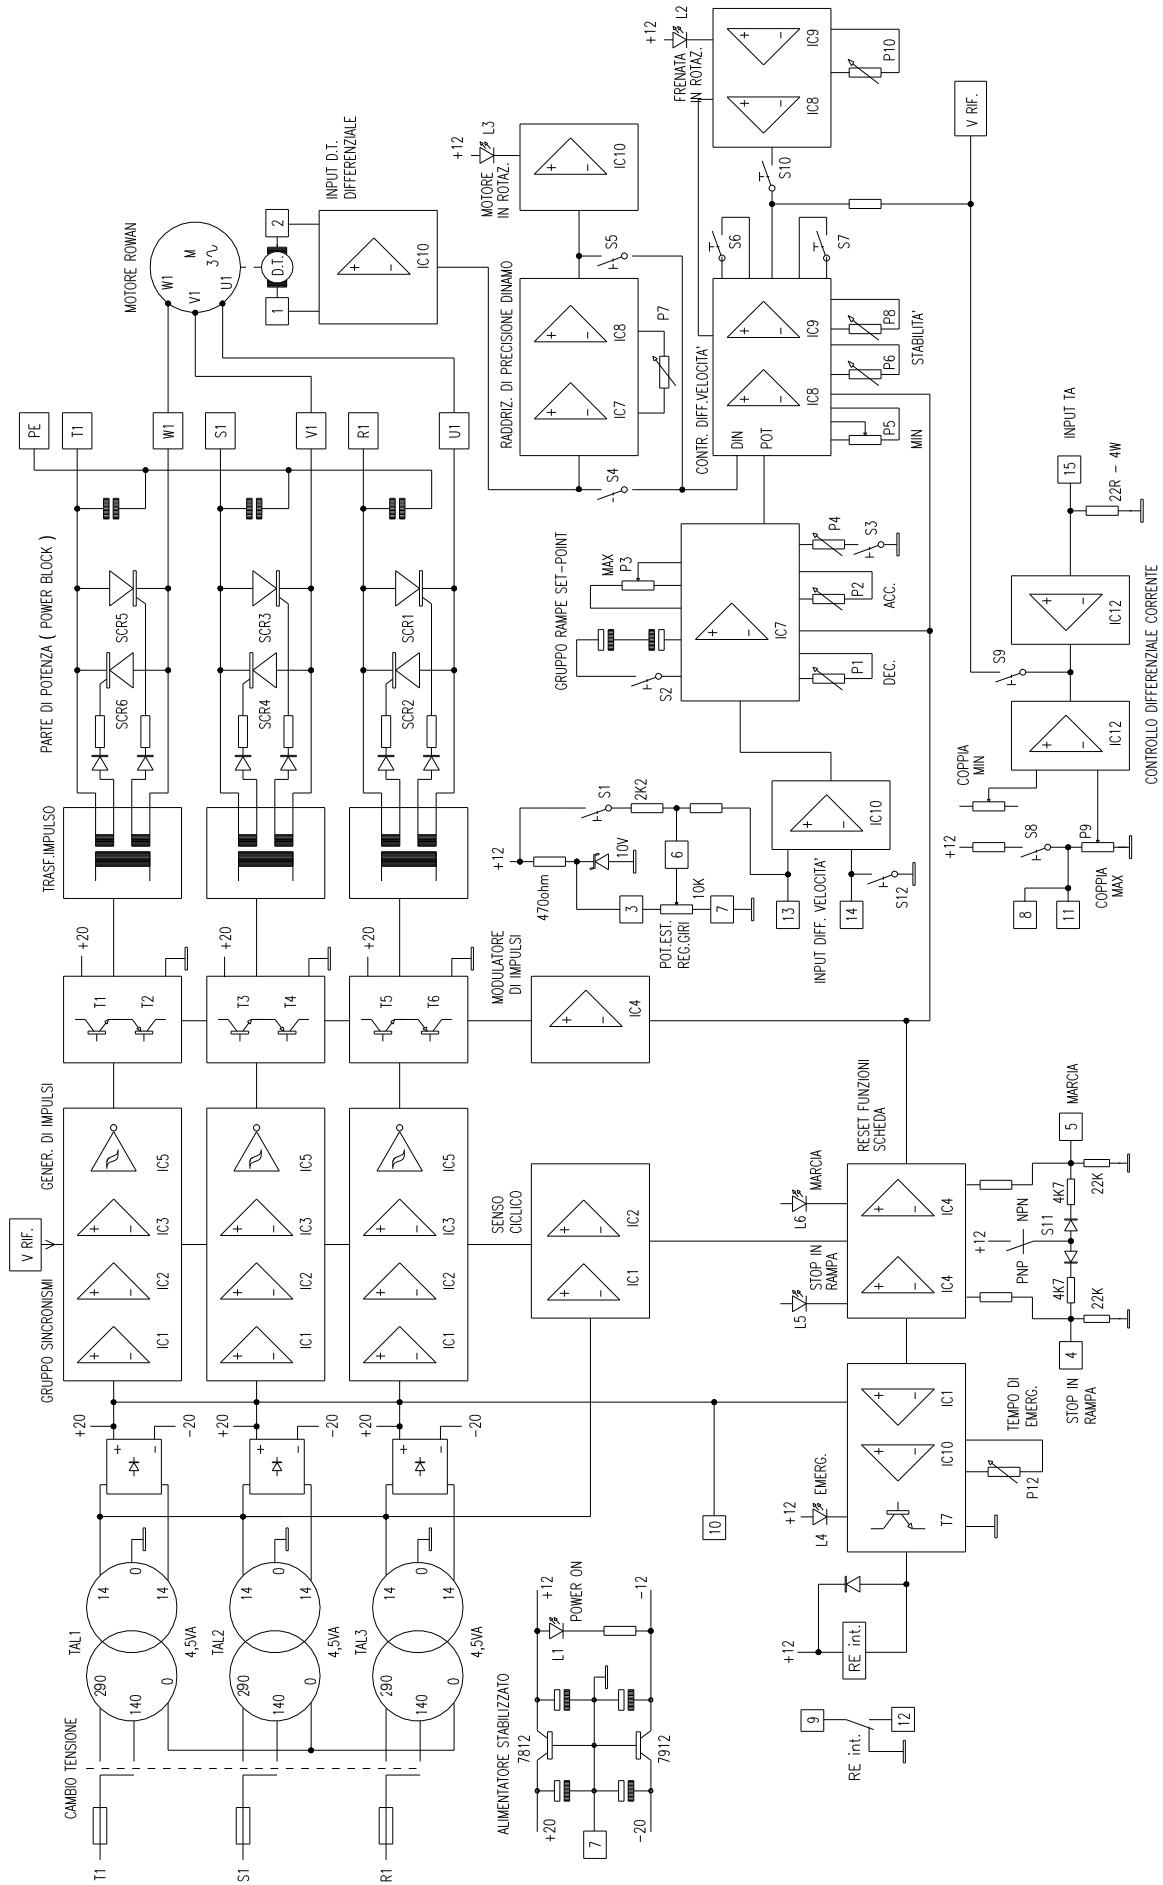 T1
S1
R1
CAMBIO TENSIONE
290
140
0
14
14
0
TAL1
4,5VA
290
140
0
14
14
0
TAL2
4,5VA
290
140
0
14
14
0
TAL3
4,5VA
+20
-20
+
-
+20
-20
+
-
+20
-20
+
-
GRUPPO SINCRONISMI
V RIF.
GENER. DI IMPULSI
IC1
IC2
IC3
IC5
IC1
IC2
IC3
IC5
IC1
IC2
IC3
IC5
SENSO
CICLICO
IC1
IC2
T1
T2
+20
T3
T4
+20
T5
T6
+20
MODULATORE
DI IMPULSI
IC4
TRASF.IMPULSO
PARTE DI POTENZA ( POWER BLOCK )
SCR6
SCR5
SCR4
SCR3
SCR2
SCR1
PE
T1
W1
S1
V1
R1
U1
MOTORE ROWAN
W1
V1
U1
M
3
D.T.
1
2
INPUT D.T.
DIFFERENZIALE
IC10
ALIMENTATORE STABILIZZATO
+20
7812
+12
7
L1
POWER ON
-20
7912
-12
10
POT.EST.
REG.GIRI
470ohm
+12
3
10K
7
10V
6
S1
2K2
13
14
INPUT DIFF. VELOCITA'
S12
IC10
GRUPPO RAMPE SET-POINT
S2
MAX
P3
IC7
P1
DEC.
P2
ACC.
P4
S3
RADDRIZ. DI PRECISIONE DINAMO
IC7
IC8
P7
S4
S5
MOTORE
IN ROTAZ.
+12
L3
IC10
CONTR. DIFF.VELOCITA'
DIN
POT
IC8
IC9
P5
MIN
P6
P8
STABILITA'
S6
S7
S10
FRENATA
IN ROTAZ.
+12
L2
IC8
IC9
P10
V RIF.
RE int.
9
12
+12
RE int.
+12
L4
EMERG.
T7
IC10
IC1
P12
TEMPO DI
EMERG.
L5
STOP IN
RAMPA
L6
MARCIA
IC4
IC4
RESET FUNZIONI
SCHEDA
+12
PNP
NPN
S11
4K7
4K7
22K
22K
4
STOP IN
RAMPA
5
MARCIA
8
11
+12
S8
P9
COPPIA
MAX
COPPIA
MIN
IC12
S9
IC12
15
INPUT TA
22R - 4W
CONTROLLO DIFFERENZIALE CORRENTE